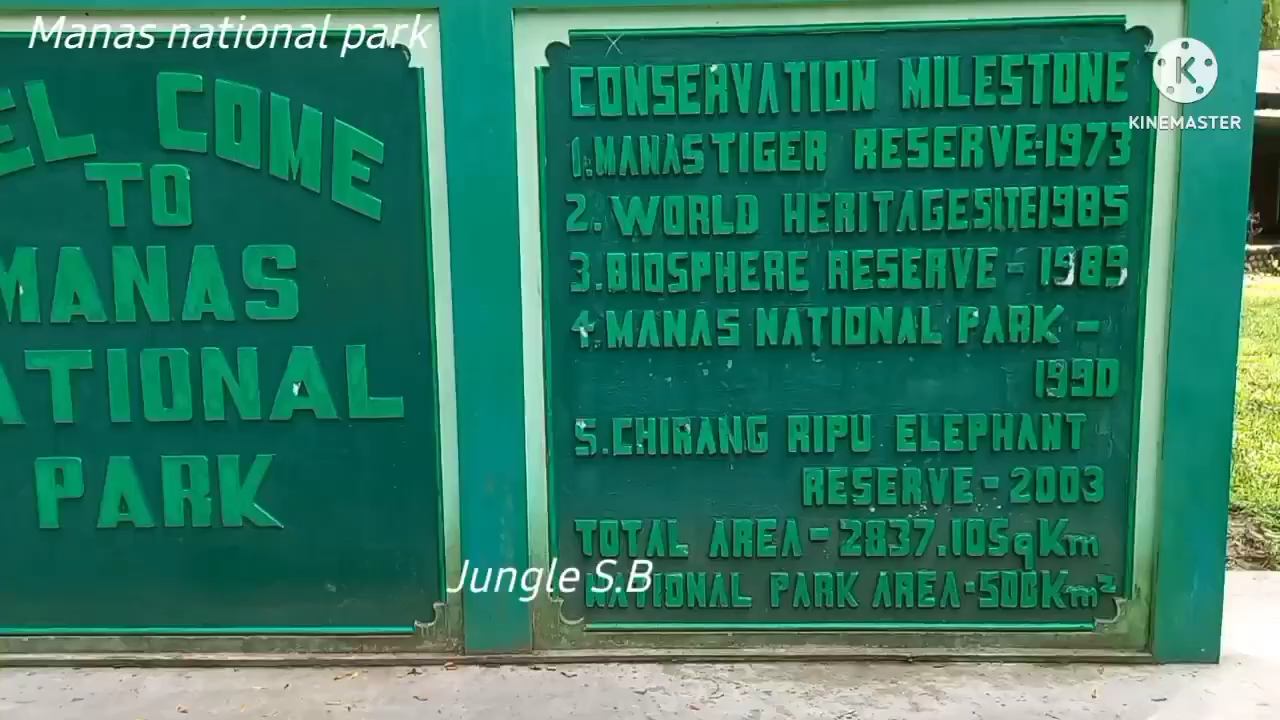 Manas national park
EL COME
TO
MANAS
ATIONAL
PARK
CONSERVATION MILESTONE
1.MANAS TIGER RESERVE-1973
2. WORLD HERITAGESITE1985
3.BIOSPHERE RESERVE - 1989
4.MANAS NATIONAL PARK -
1990
5.CHIRANG RIPU ELEPHANT
RESERVE - 2003
TOTAL AREA - 2837.10SqKm
NATIONAL PARK AREA-500Km²
Jungle S.B
K
KINEMASTER